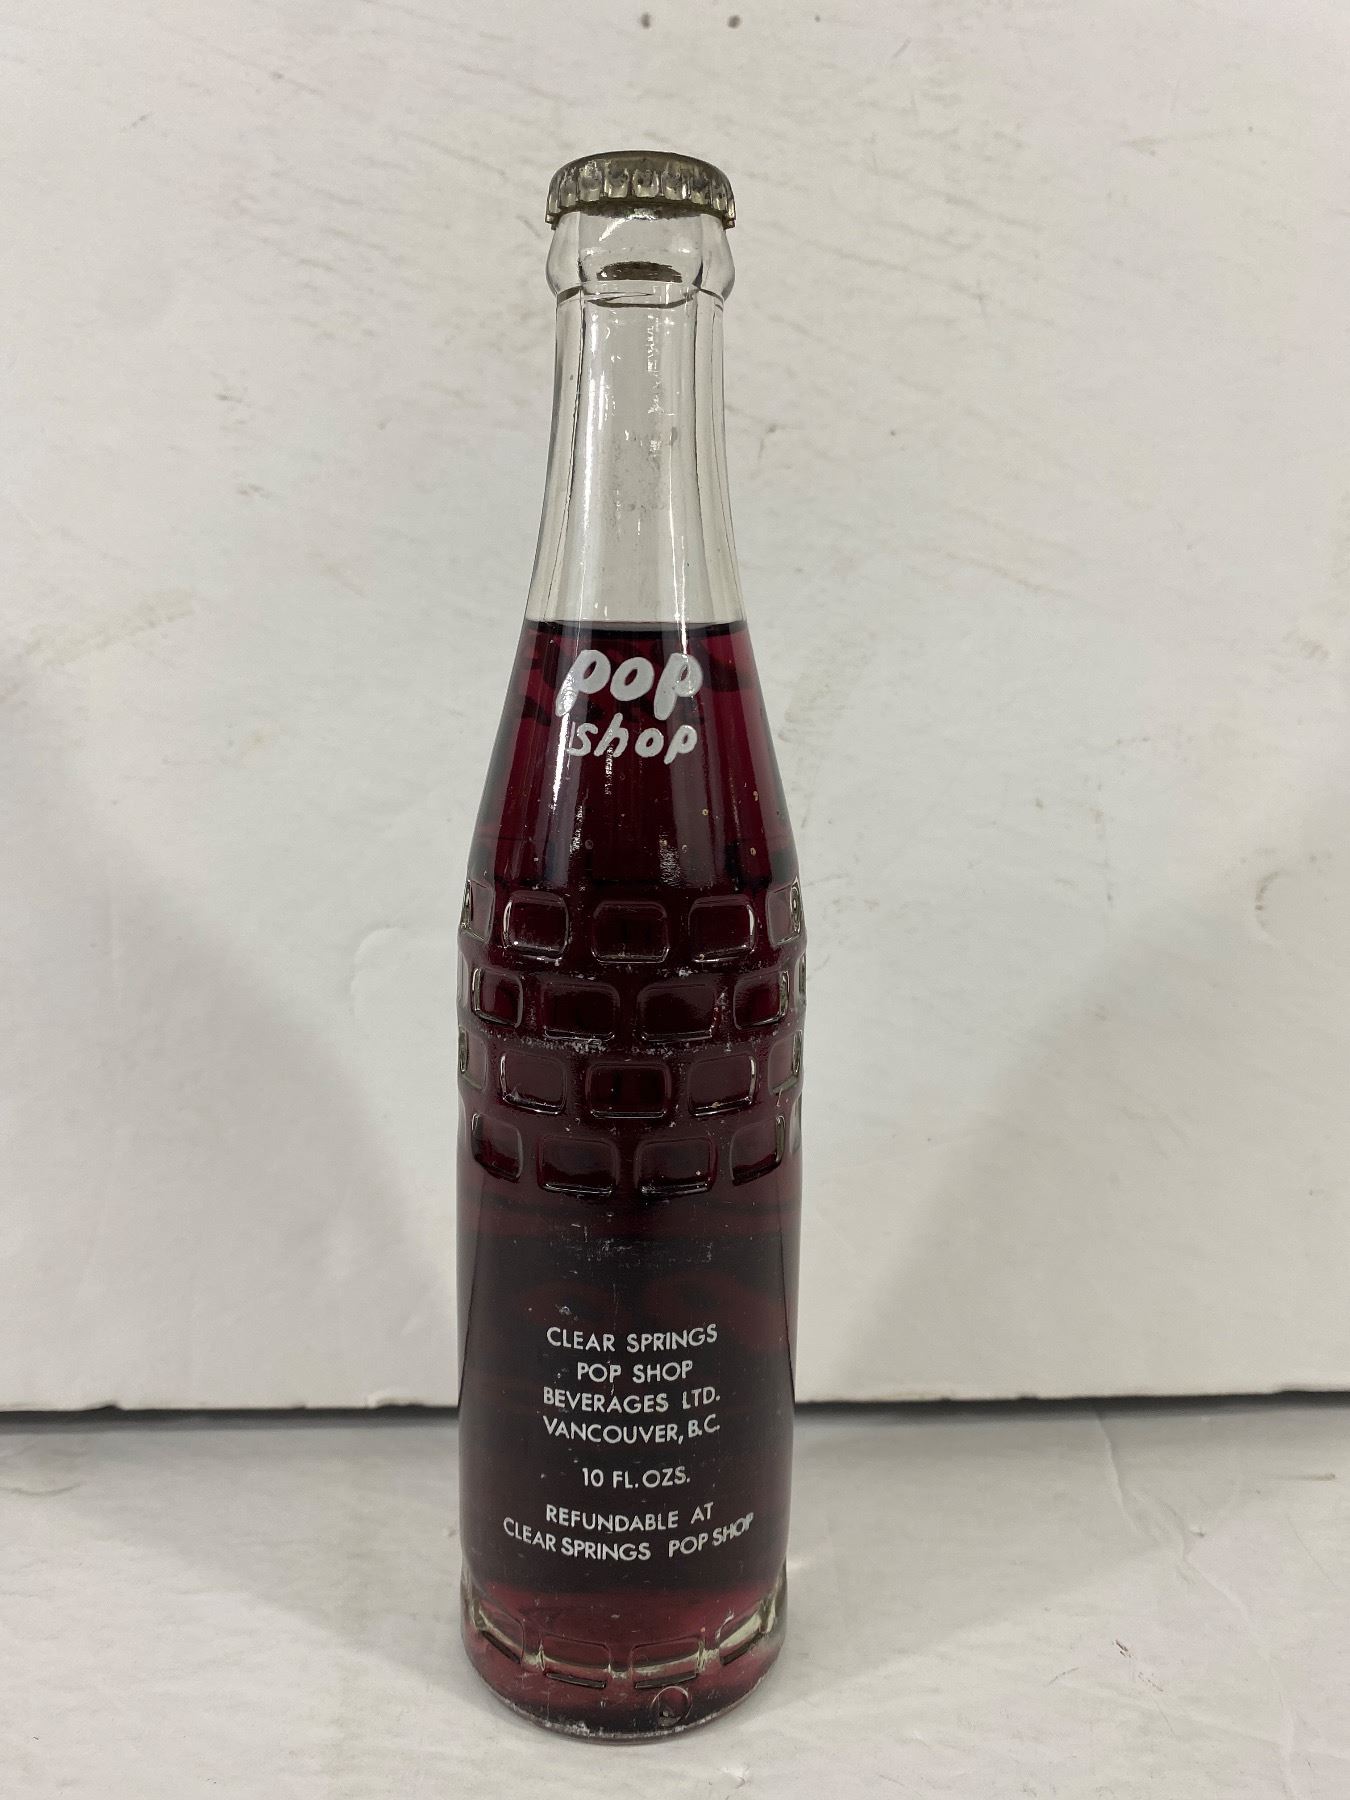 pop
shop
CLEAR SPRINGS
POP SHOP
BEVERAGES LTD.
VANCOUVER, B.C.
10 FL. OZS.
REFUNDABLE AT
CLEAR SPRINGS POP SHOP